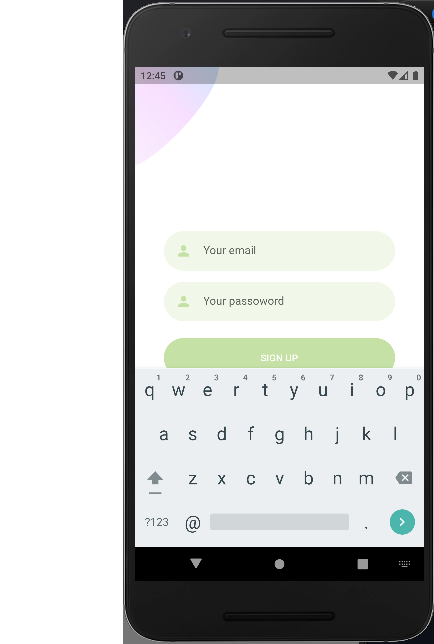 12:45
Your email
Your passoword
SIGN UP
1 2 3 4 5 6 7 8 9 0
q w e r t y u i o p
a s d f g h j k l
z x c v b n m
?123 @ .